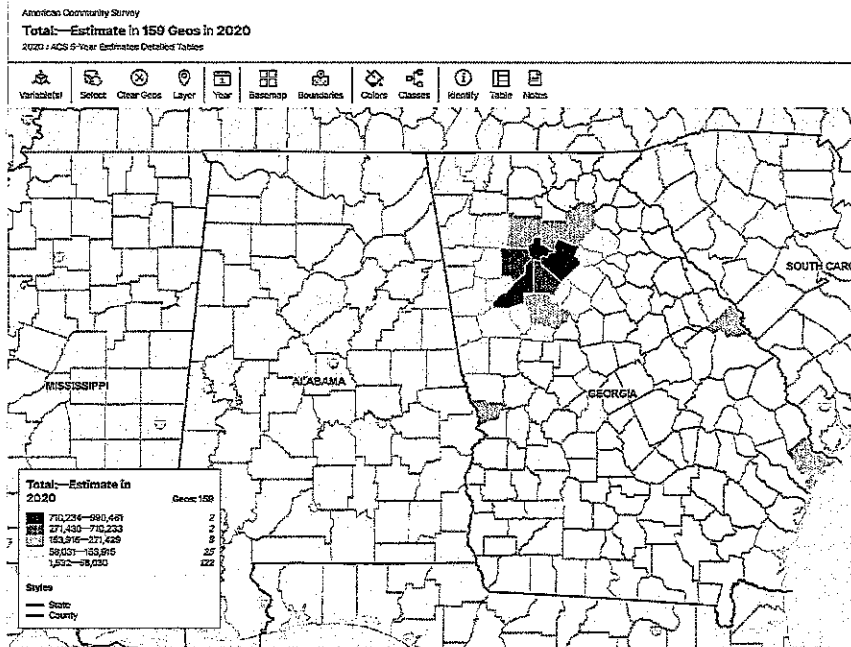 American Community Survey
Total:—Estimate in 159 Geos in 2020
2020 : ACS 5-Year Estimates Detailed Tables
Variable(s) Select Clear Geos Layer Year Basemap Boundaries Colors Classes Identify Table Notes
SOUTH CARO
MISSISSIPPI ALABAMA GEORGIA
Total:—Estimate in
2020 Geos: 159
710,234—990,461 2
271,430—710,233 2
153,916—271,429 8
58,031—153,915 25
1,532—58,030 122
Styles
State
County